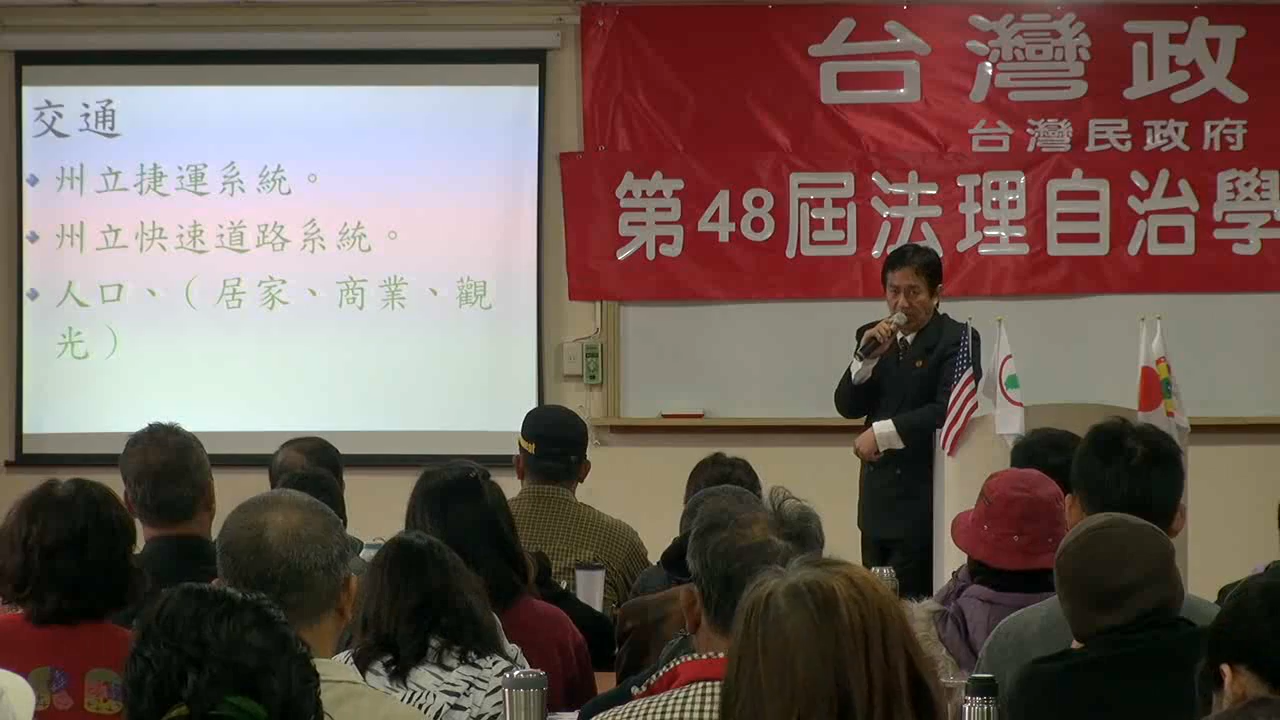 交通
州立捷運系統。
州立快速道路系統。
人口、（居家、商業、觀
光）
台灣政
台灣民政府
第48屆法理自治學